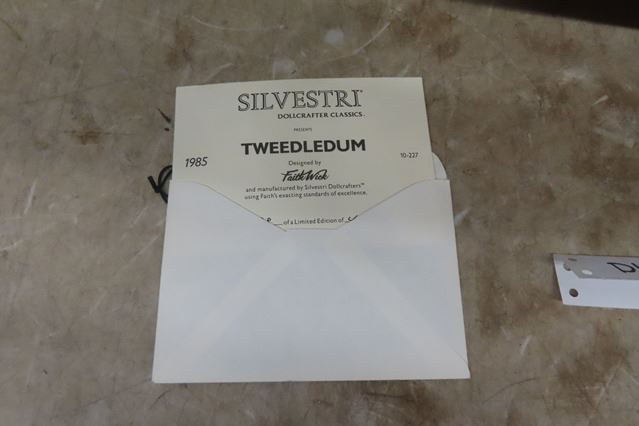 SILVESTRI®
DOLLCRAFTER CLASSICS™
PRESENTS
TWEEDLEDUM
1985
Designed by
10-227
Faith Wick
and manufactured by Silvestri Dollcrafters™
using Faith's exacting standards of excellence.
of a Limited Edition of